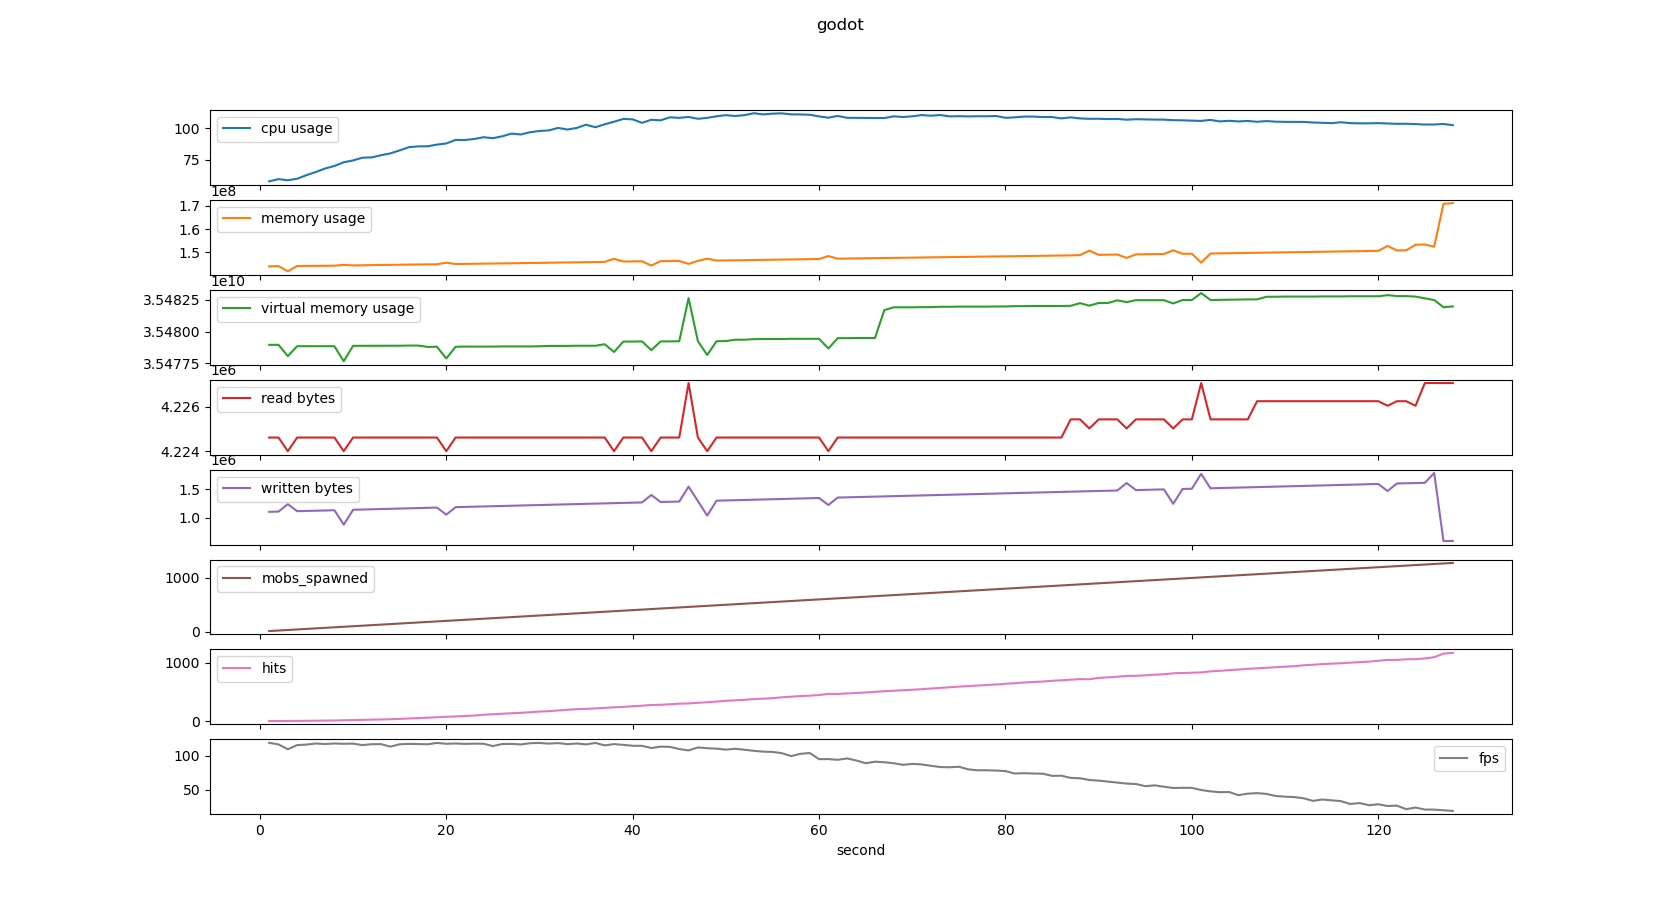 godot
100
75
cpu usage
1e8
1.7
1.6
1.5
memory usage
1e10
3.54825
3.54800
3.54775
virtual memory usage
1e6
4.226
4.224
read bytes
1e6
1.5
1.0
written bytes
1000
0
mobs_spawned
1000
0
hits
100
50
fps
0 20 40 60 80 100 120
second